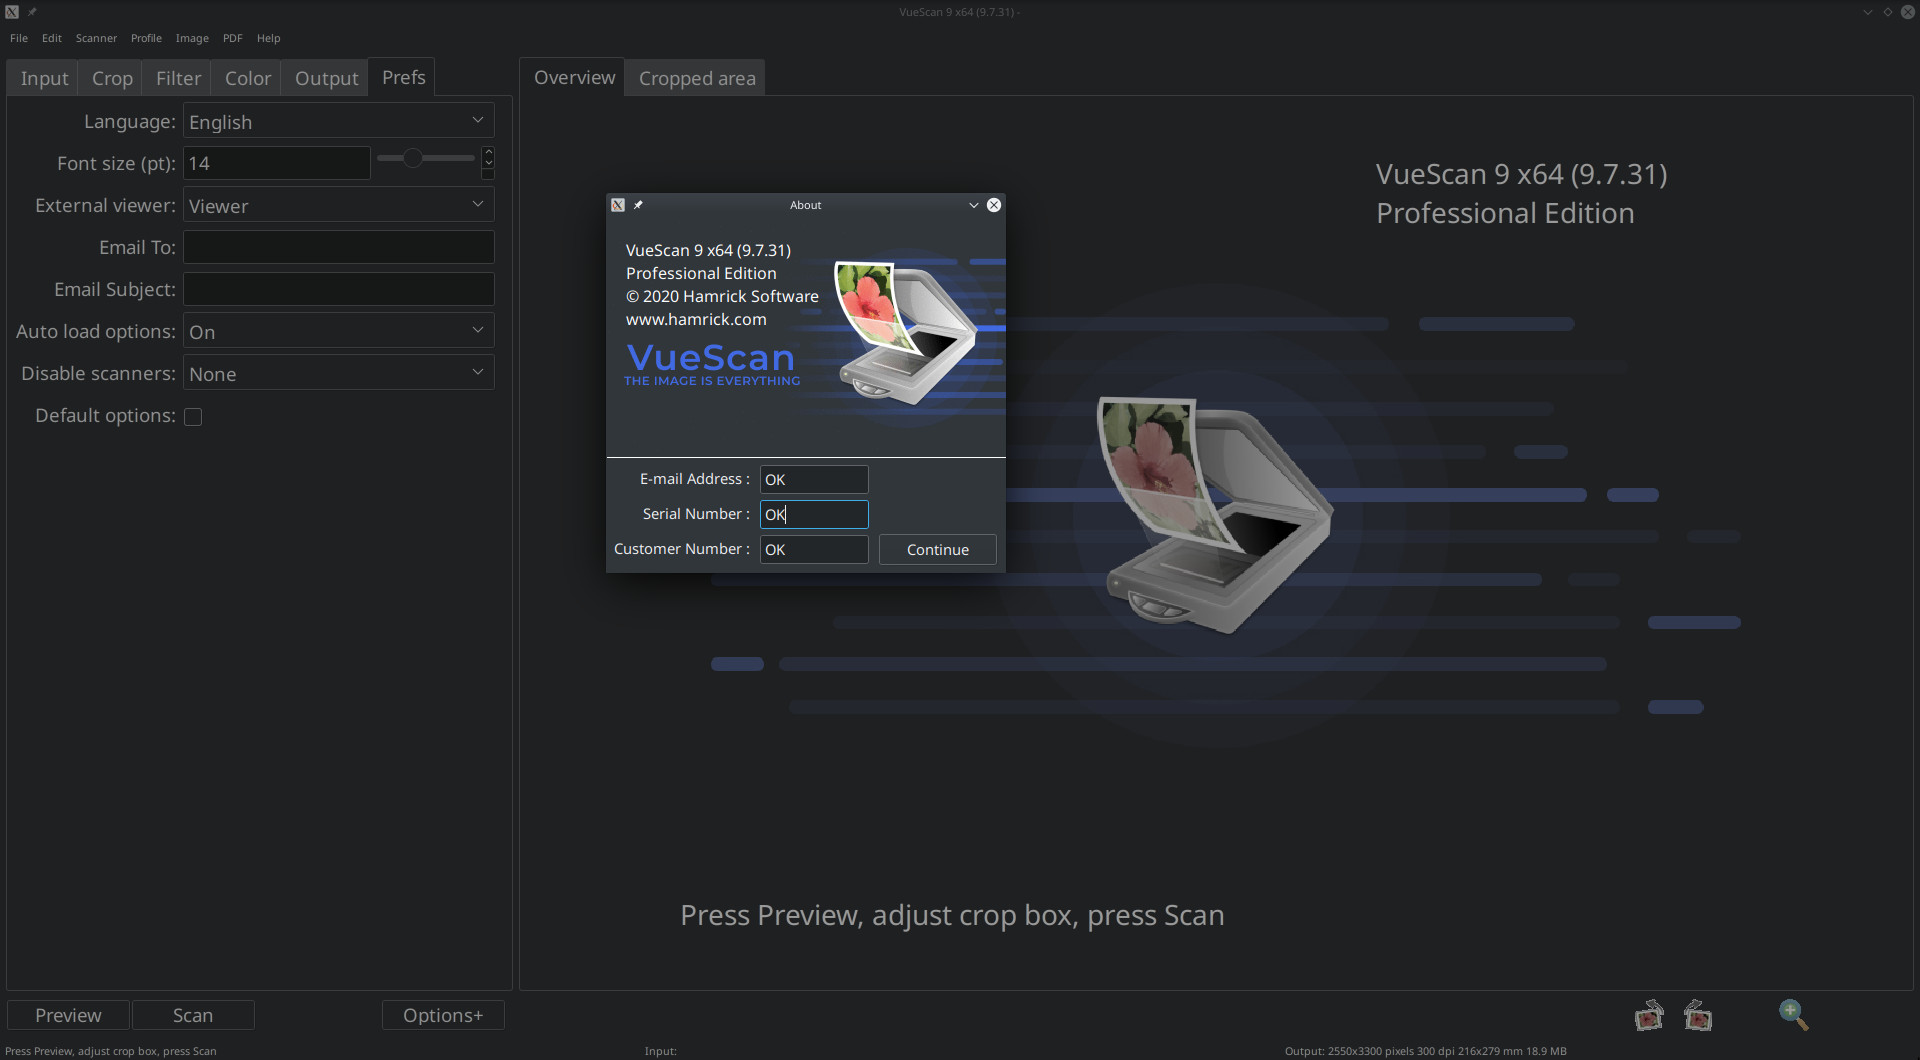 VueScan 9 x64 (9.7.31) -
File Edit Scanner Profile Image PDF Help
Input Crop Filter Color Output Prefs
Language: English
Font size (pt): 14
External viewer: Viewer
Email To:
Email Subject:
Auto load options: On
Disable scanners: None
Default options:
Overview Cropped area
VueScan 9 x64 (9.7.31)
Professional Edition
About
VueScan 9 x64 (9.7.31)
Professional Edition
© 2020 Hamrick Software
www.hamrick.com
VueScan
THE IMAGE IS EVERYTHING
E-mail Address : OK
Serial Number : OK
Customer Number : OK
Continue
Press Preview, adjust crop box, press Scan
Preview Scan Options+
Press Preview, adjust crop box, press Scan
Input:
Output: 2550x3300 pixels 300 dpi 216x279 mm 18.9 MB